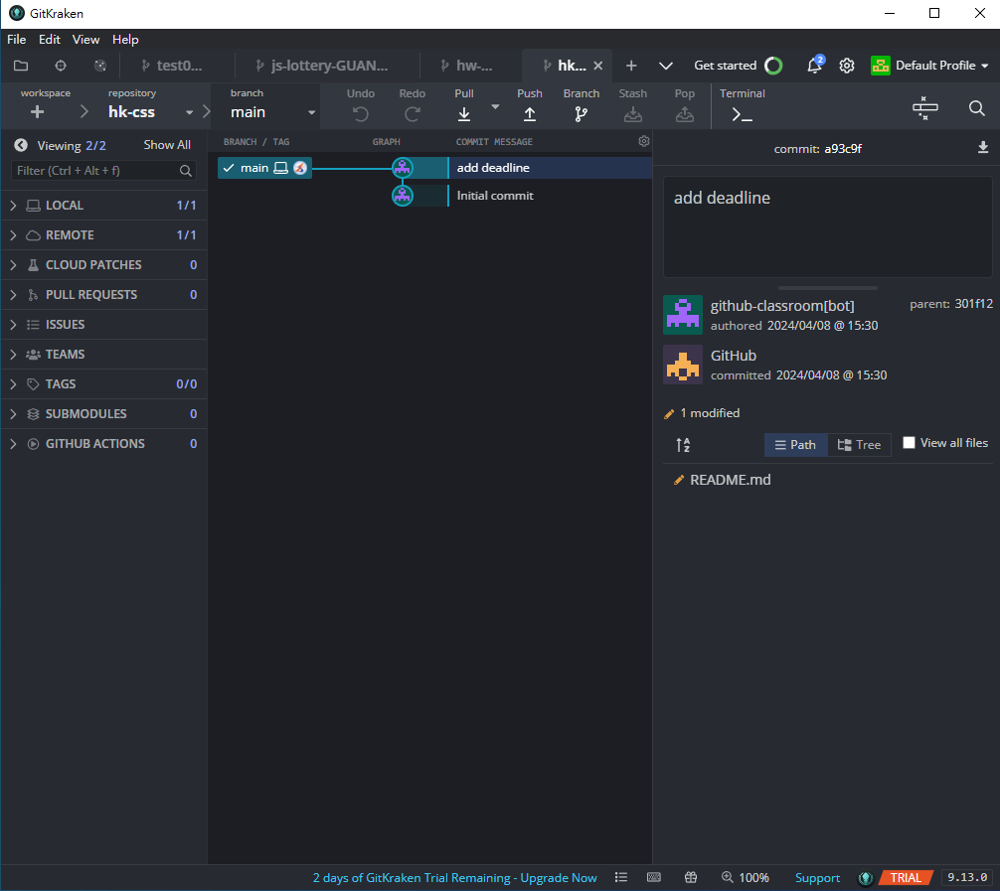 GitKraken
File Edit View Help
test0...
js-lottery-GUAN...
hw-...
hk...
Get started
2
Default Profile
workspace
repository
hk-css
branch
main
Undo
Redo
Pull
Push
Branch
Stash
Pop
Terminal
Viewing 2/2
Show All
Filter (Ctrl + Alt + f)
LOCAL 1/1
REMOTE 1/1
CLOUD PATCHES 0
PULL REQUESTS 0
ISSUES
TEAMS
TAGS 0/0
SUBMODULES 0
GITHUB ACTIONS 0
BRANCH / TAG GRAPH COMMIT MESSAGE
main add deadline
Initial commit
commit: a93c9f
add deadline
github-classroom[bot]
authored 2024/04/08 @ 15:30
parent: 301f12
GitHub
committed 2024/04/08 @ 15:30
1 modified
Path Tree View all files
README.md
2 days of GitKraken Trial Remaining - Upgrade Now
100%
Support
TRIAL
9.13.0